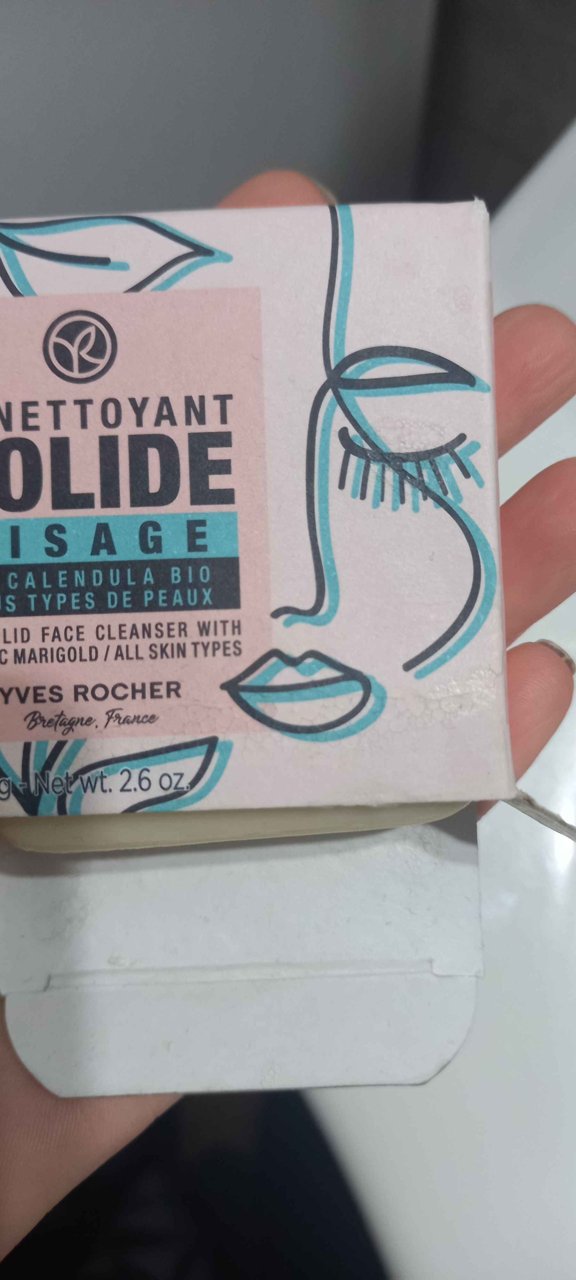 NETTOYANT
OLIDE
ISAGE
CALENDULA BIO
US TYPES DE PEAUX
LID FACE CLEANSER WITH
C MARIGOLD / ALL SKIN TYPES
YVES ROCHER
Bretagne, France
g - Net wt. 2.6 oz.